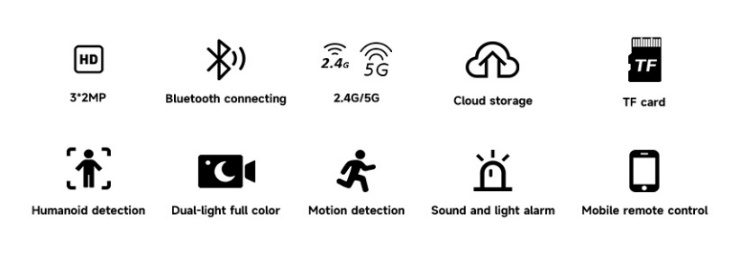 HD
2.4G
5G
TF
3*2MP
Bluetooth connecting
2.4G/5G
Cloud storage
TF card
Humanoid detection
Dual-light full color
Motion detection
Sound and light alarm
Mobile remote control